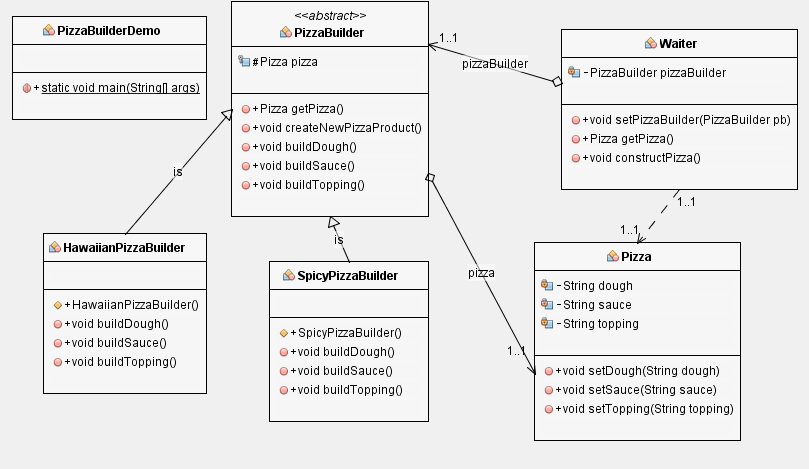 PizzaBuilderDemo
+ static void main(String[] args)
<<abstract>>
PizzaBuilder
# Pizza pizza
+ Pizza getPizza()
+void createNewPizzaProduct()
+void buildDough()
+void buildSauce()
+void buildTopping()
1..1
pizzaBuilder
Waiter
- PizzaBuilder pizzaBuilder
+void setPizzaBuilder(PizzaBuilder pb)
+ Pizza getPizza()
+void constructPizza()
is
is
1..1
1..1
pizza
1..1
HawaiianPizzaBuilder
+HawaiianPizzaBuilder()
+void buildDough()
+void buildSauce()
+void buildTopping()
SpicyPizzaBuilder
+SpicyPizzaBuilder()
+void buildDough()
+void buildSauce()
+void buildTopping()
Pizza
- String dough
- String sauce
- String topping
+void setDough(String dough)
+void setSauce(String sauce)
+void setTopping(String topping)